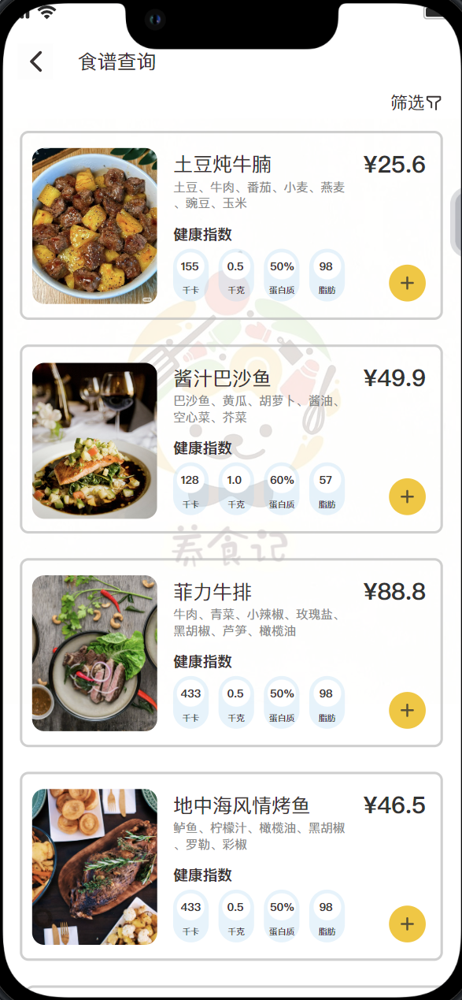 食谱查询
筛选
土豆炖牛腩
¥25.6
土豆、牛肉、番茄、小麦、燕麦
、豌豆、玉米
健康指数
155 0.5 50% 98
千卡 千克 蛋白质 脂肪
酱汁巴沙鱼
¥49.9
巴沙鱼、黄瓜、胡萝卜、酱油、
空心菜、芥菜
健康指数
128 1.0 60% 57
千卡 千克 蛋白质 脂肪
养食记
菲力牛排
¥88.8
牛肉、青菜、小辣椒、玫瑰盐、
黑胡椒、芦笋、橄榄油
健康指数
433 0.5 50% 98
千卡 千克 蛋白质 脂肪
地中海风情烤鱼
¥46.5
鲈鱼、柠檬汁、橄榄油、黑胡椒
、罗勒、彩椒
健康指数
433 0.5 50% 98
千卡 千克 蛋白质 脂肪